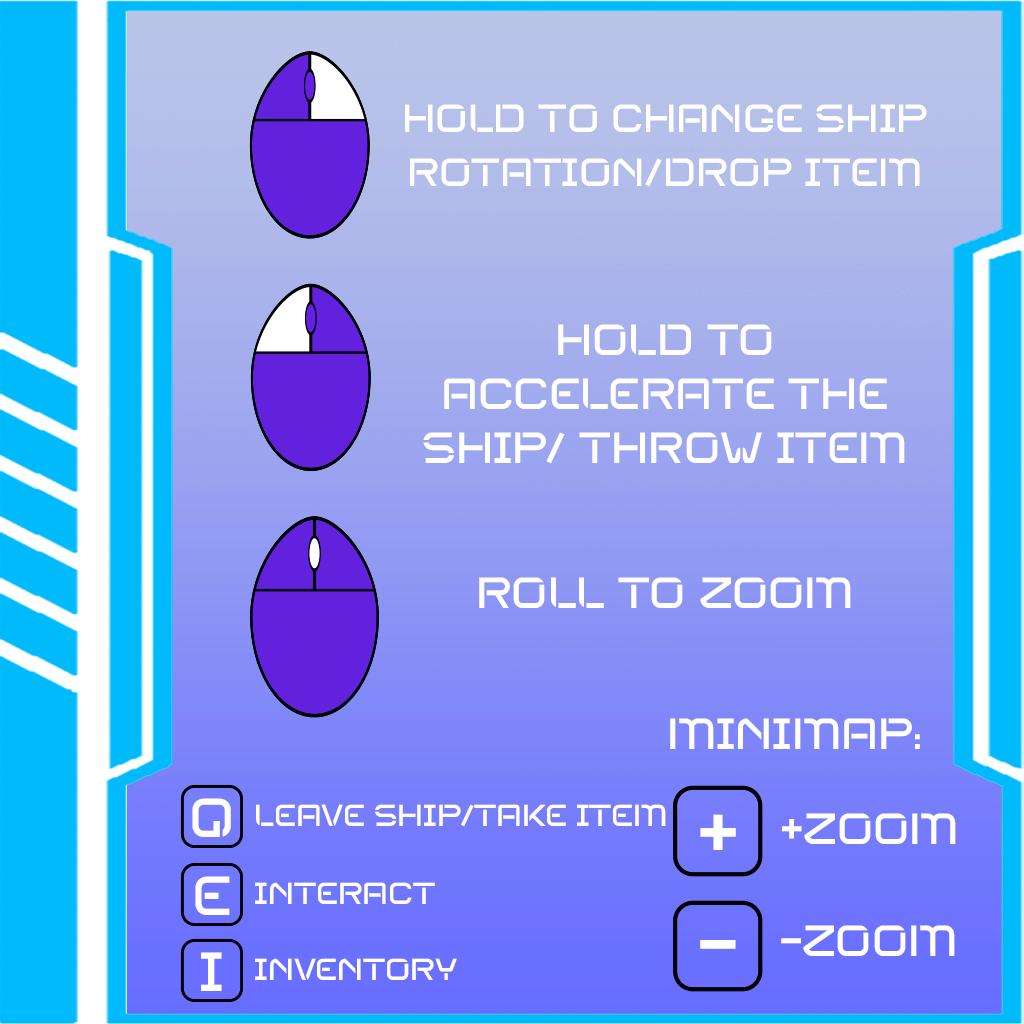 HOLD TO CHANGE SHIP
ROTATION/DROP ITEM
HOLD TO
ACCELERATE THE
SHIP/ THROW ITEM
ROLL TO ZOOM
MINIMAP:
Q LEAVE SHIP/TAKE ITEM
+ +ZOOM
E INTERACT
- -ZOOM
I INVENTORY